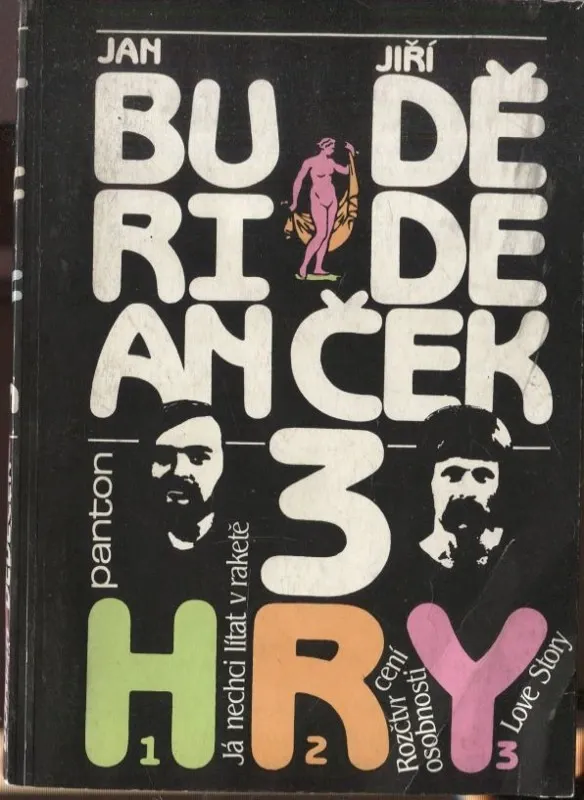 JAN
BU
RI
AN
JIŘÍ
DĚ
DE
ČEK
panton
3
HRY
1
Já nechci lítat v raketě
2
Rozčtvrcení
osobnosti
3
Love Story